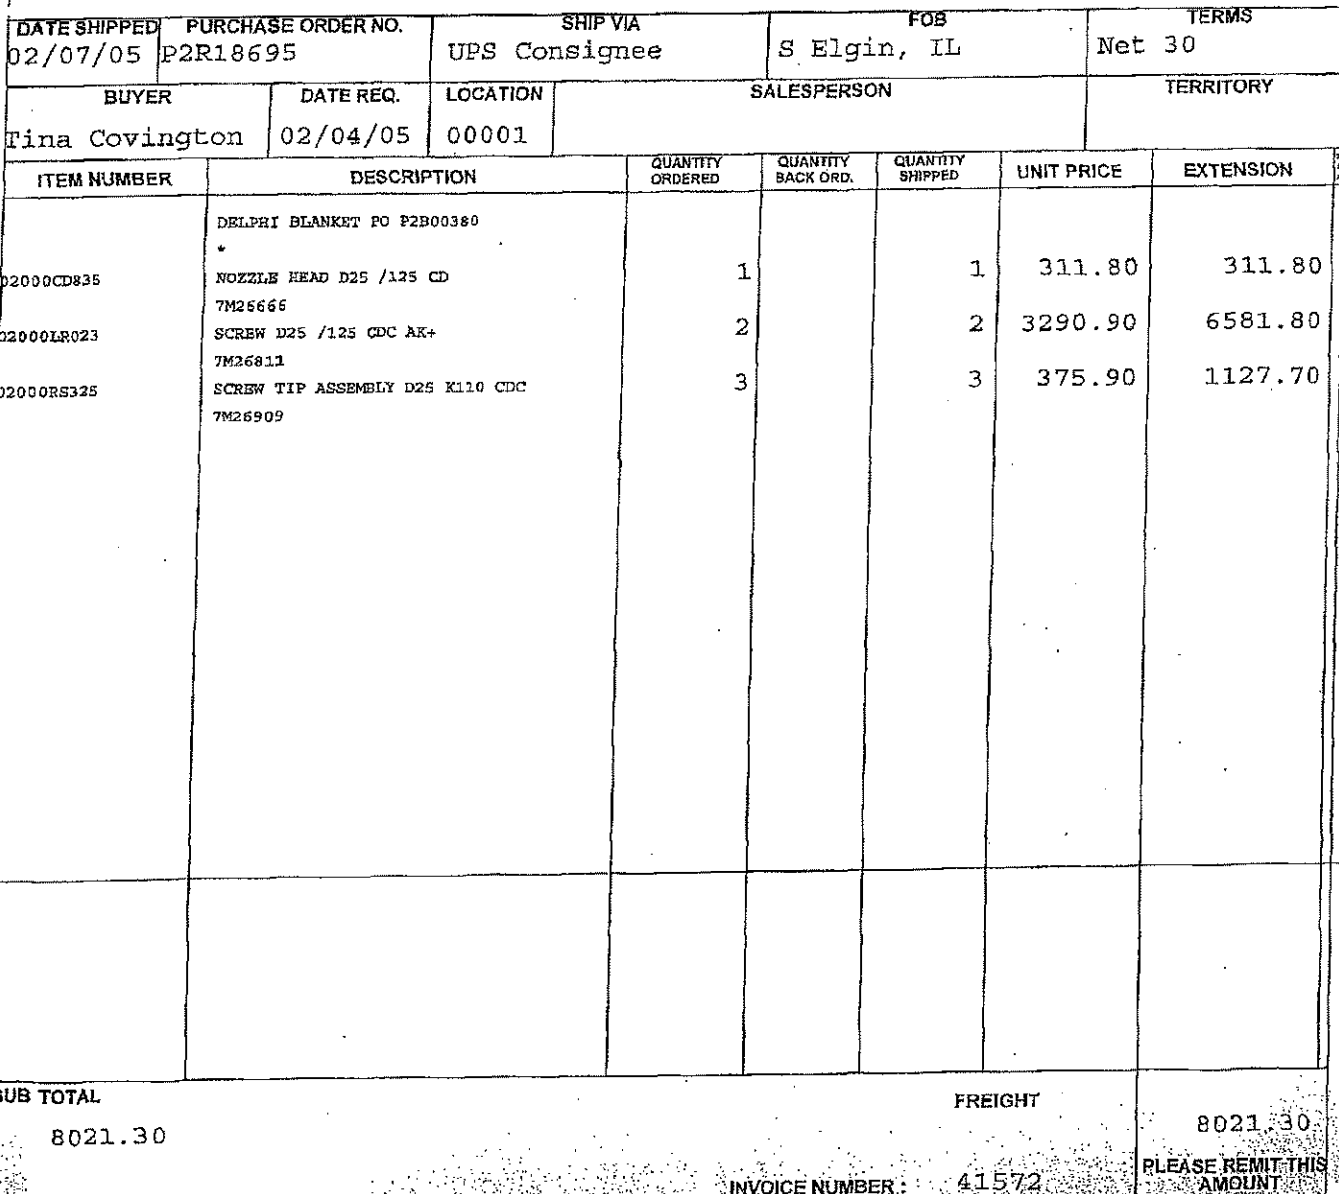 DATE SHIPPED PURCHASE ORDER NO. SHIP VIA FOB TERMS
02/07/05 P2R18695 UPS Consignee S Elgin, IL Net 30
BUYER DATE REQ. LOCATION SALESPERSON TERRITORY
Tina Covington 02/04/05 00001
ITEM NUMBER DESCRIPTION QUANTITY ORDERED QUANTITY BACK ORD. QUANTITY SHIPPED UNIT PRICE EXTENSION
DELPHI BLANKET PO P2B00380
*
02000CD835 NOZZLE HEAD D25 /125 CD 1 1 311.80 311.80
7M26666
02000LR023 SCREW D25 /125 CDC AK+ 2 2 3290.90 6581.80
7M26811
02000RS325 SCREW TIP ASSEMBLY D25 K110 CDC 3 3 375.90 1127.70
7M26909
SUB TOTAL FREIGHT
8021.30 8021.30
INVOICE NUMBER: 41572 PLEASE REMIT THIS AMOUNT